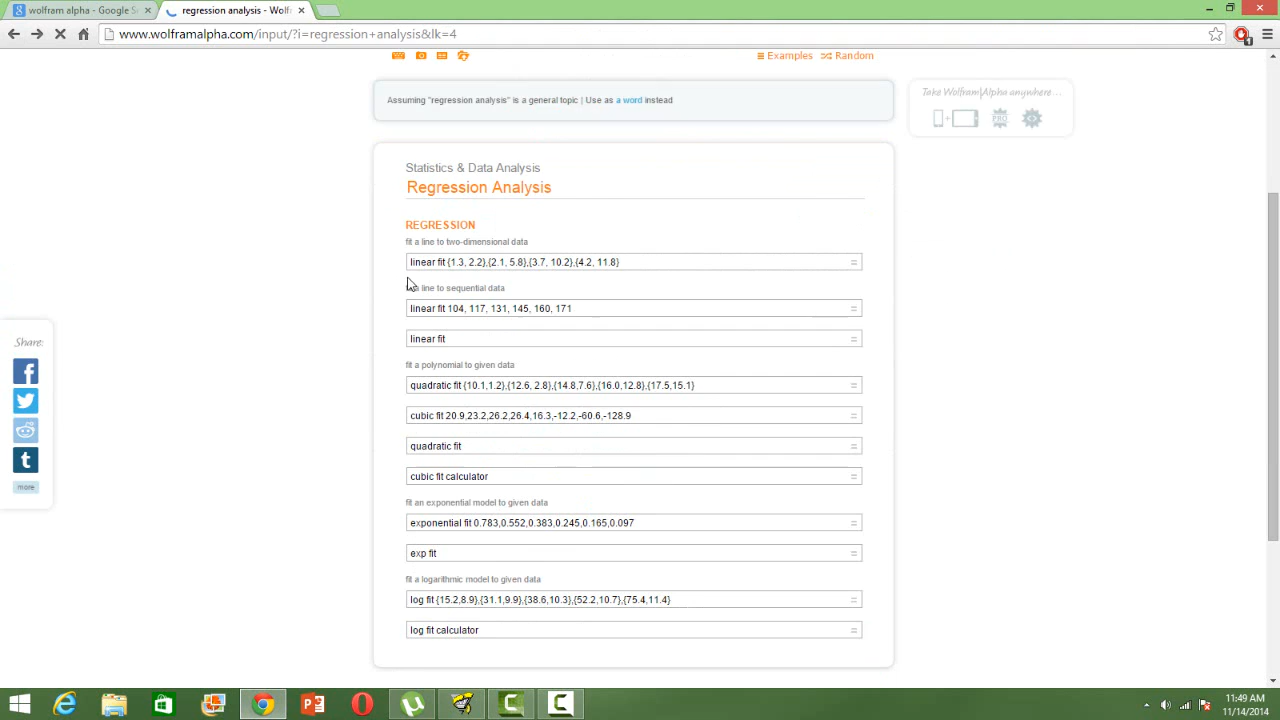 wolfram alpha - Google S
regression analysis - Wolf
www.wolframalpha.com/input/?i=regression+analysis&lk=4
Examples
Random
Assuming "regression analysis" is a general topic | Use as a word instead
Take Wolfram|Alpha anywhere...
PRO
Statistics & Data Analysis
Regression Analysis
REGRESSION
fit a line to two-dimensional data
linear fit {1.3, 2.2},{2.1, 5.8},{3.7, 10.2},{4.2, 11.8}
a line to sequential data
linear fit 104, 117, 131, 145, 160, 171
linear fit
Share:
fit a polynomial to given data
quadratic fit {10.1,1.2},{12.6, 2.8},{14.8,7.6},{16.0,12.8},{17.5,15.1}
cubic fit 20.9,23.2,26.2,26.4,16.3,-12.2,-60.6,-128.9
quadratic fit
cubic fit calculator
more
fit an exponential model to given data
exponential fit 0.783,0.552,0.383,0.245,0.165,0.097
exp fit
fit a logarithmic model to given data
log fit {15.2,8.9},{31.1,9.9},{38.6,10.3},{52.2,10.7},{75.4,11.4}
log fit calculator
11:49 AM
11/14/2014